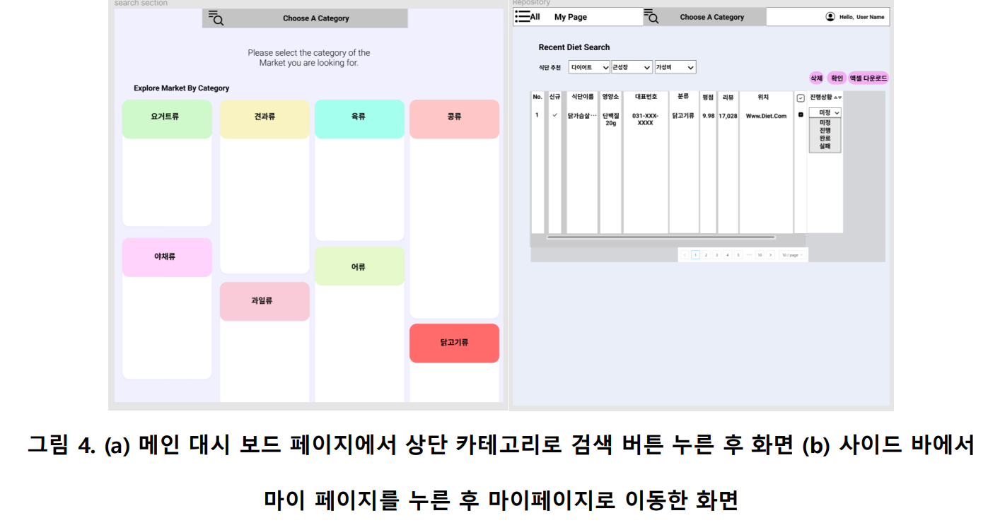 search section
Choose A Category
Please select the category of the
Market you are looking for.
Explore Market By Category
요거트류
견과류
육류
콩류
야채류
어류
과일류
닭고기류
Repository
All
My Page
Choose A Category
Hello, User Name
Recent Diet Search
식단 추천
다이어트
근성장
가성비
삭제
확인
액셀 다운로드
No. 신규 식단이름 영양소 대표번호 분류 평점 리뷰 위치 진행상황
1 닭가슴살··· 단백질 031-XXX- 닭고기류 9.98 17,028 Www.Diet.Com 미정
20g XXXX
미정
진행
완료
실패
< 1 2 3 4 5 ··· 10 > 10 / page
그림 4. (a) 메인 대시 보드 페이지에서 상단 카테고리로 검색 버튼 누른 후 화면 (b) 사이드 바에서
마이 페이지를 누른 후 마이페이지로 이동한 화면